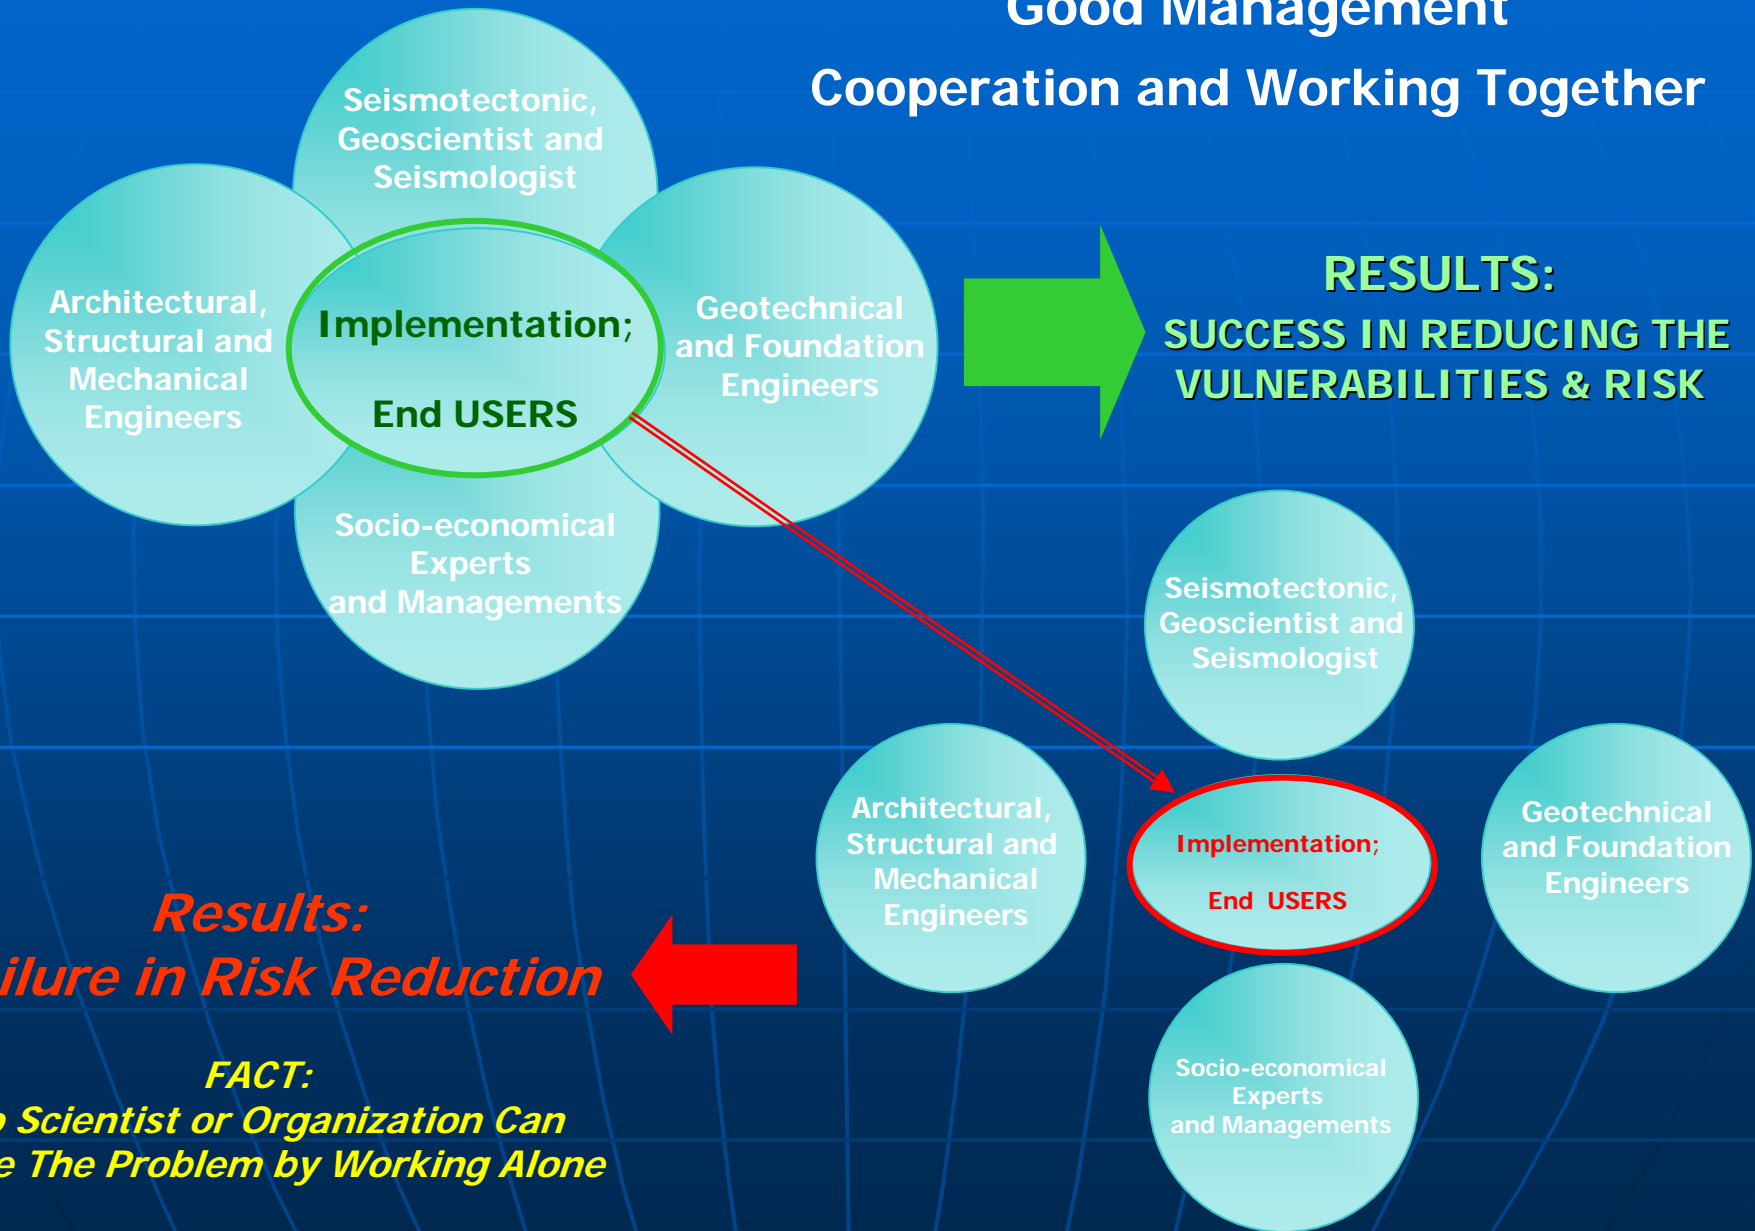 Good Management
Cooperation and Working Together
Seismotectonic,
Geoscientist and
Seismologist
Architectural,
Structural and
Mechanical
Engineers
Implementation;
End USERS
Geotechnical
and Foundation
Engineers
Socio-economical
Experts
and Managements
RESULTS:
SUCCESS IN REDUCING THE
VULNERABILITIES & RISK
Seismotectonic,
Geoscientist and
Seismologist
Architectural,
Structural and
Mechanical
Engineers
Implementation;
End USERS
Geotechnical
and Foundation
Engineers
Socio-economical
Experts
and Managements
Results:
ilure in Risk Reduction
FACT:
Scientist or Organization Can
e The Problem by Working Alone